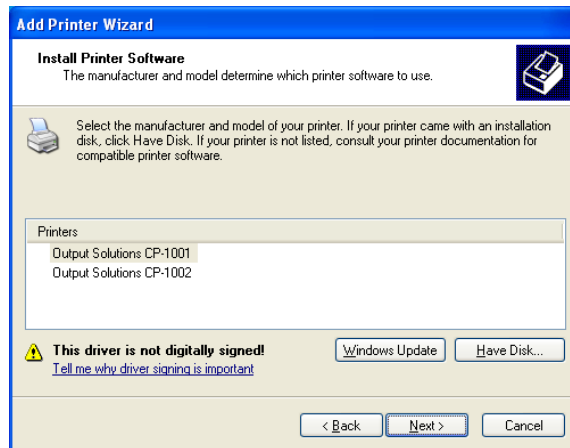 Add Printer Wizard
Install Printer Software
The manufacturer and model determine which printer software to use.
Select the manufacturer and model of your printer. If your printer came with an installation
disk, click Have Disk. If your printer is not listed, consult your printer documentation for
compatible printer software.
Printers
Output Solutions CP-1001
Output Solutions CP-1002
This driver is not digitally signed!
Tell me why driver signing is important
Windows Update
Have Disk...
< Back
Next >
Cancel